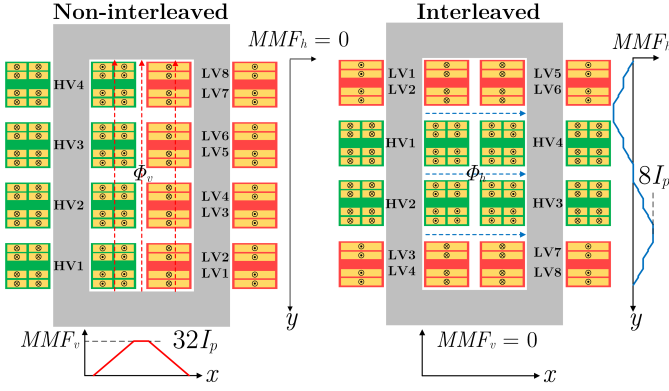 Non-interleaved
MMF_h = 0
HV4
LV8
LV7
HV3
LV6
LV5
Φ_v
HV2
LV4
LV3
HV1
LV2
LV1
y
MMF_v
32I_p
x
Interleaved
MMF_h
LV1
LV2
LV5
LV6
HV1
HV4
Φ_h
8I_p
HV2
HV3
LV3
LV4
LV7
LV8
y
MMF_v = 0
x